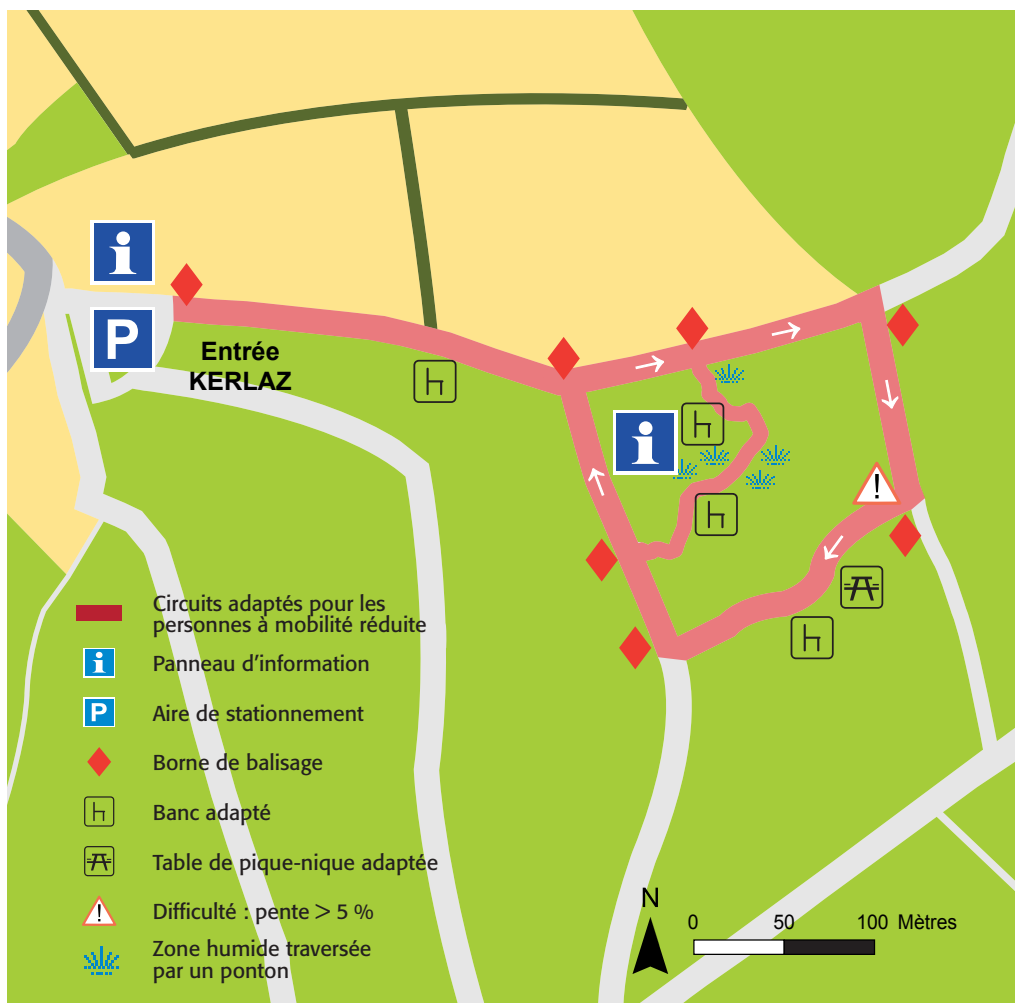 i
P
Entrée
KERLAZ
i
!
Circuits adaptés pour les
personnes à mobilité réduite
i Panneau d'information
P Aire de stationnement
Borne de balisage
Banc adapté
Table de pique-nique adaptée
! Difficulté : pente > 5 %
Zone humide traversée
par un ponton
N
0 50 100 Mètres